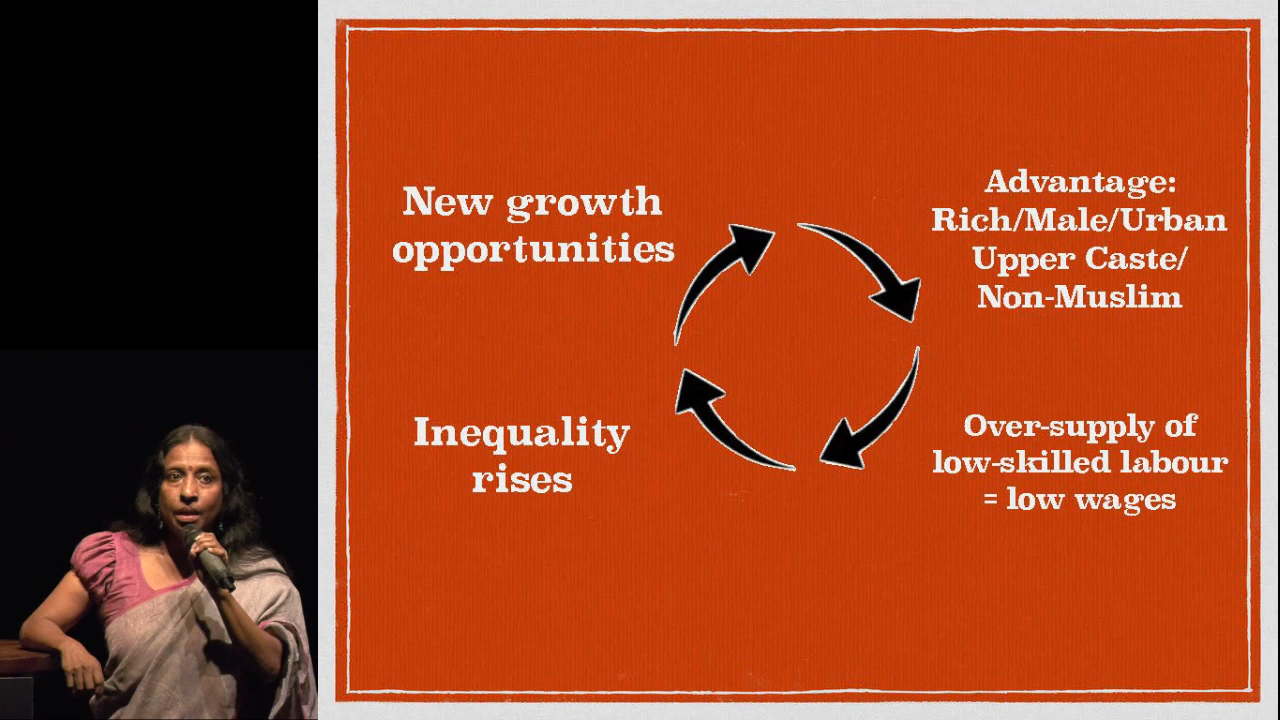 New growth
opportunities
Advantage:
Rich/Male/Urban
Upper Caste/
Non-Muslim
Over-supply of
low-skilled labour
= low wages
Inequality
rises